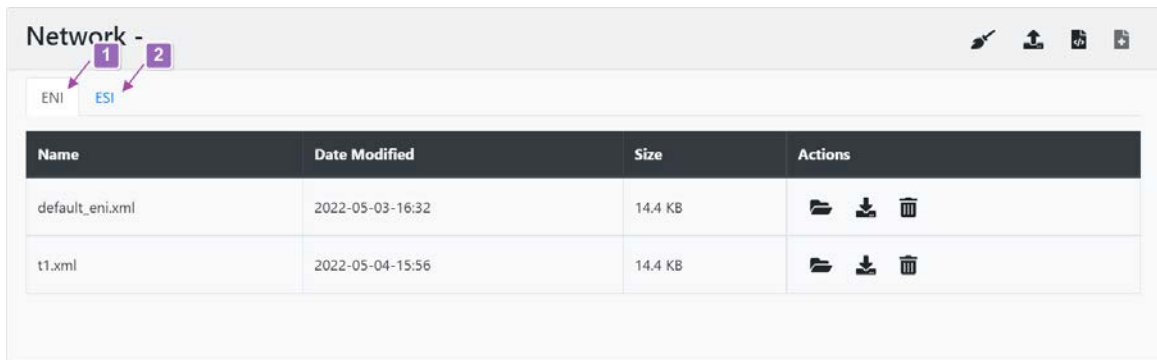 Network -
1 2
ENI ESI
Name Date Modified Size Actions
default_eni.xml 2022-05-03-16:32 14.4 KB
t1.xml 2022-05-04-15:56 14.4 KB